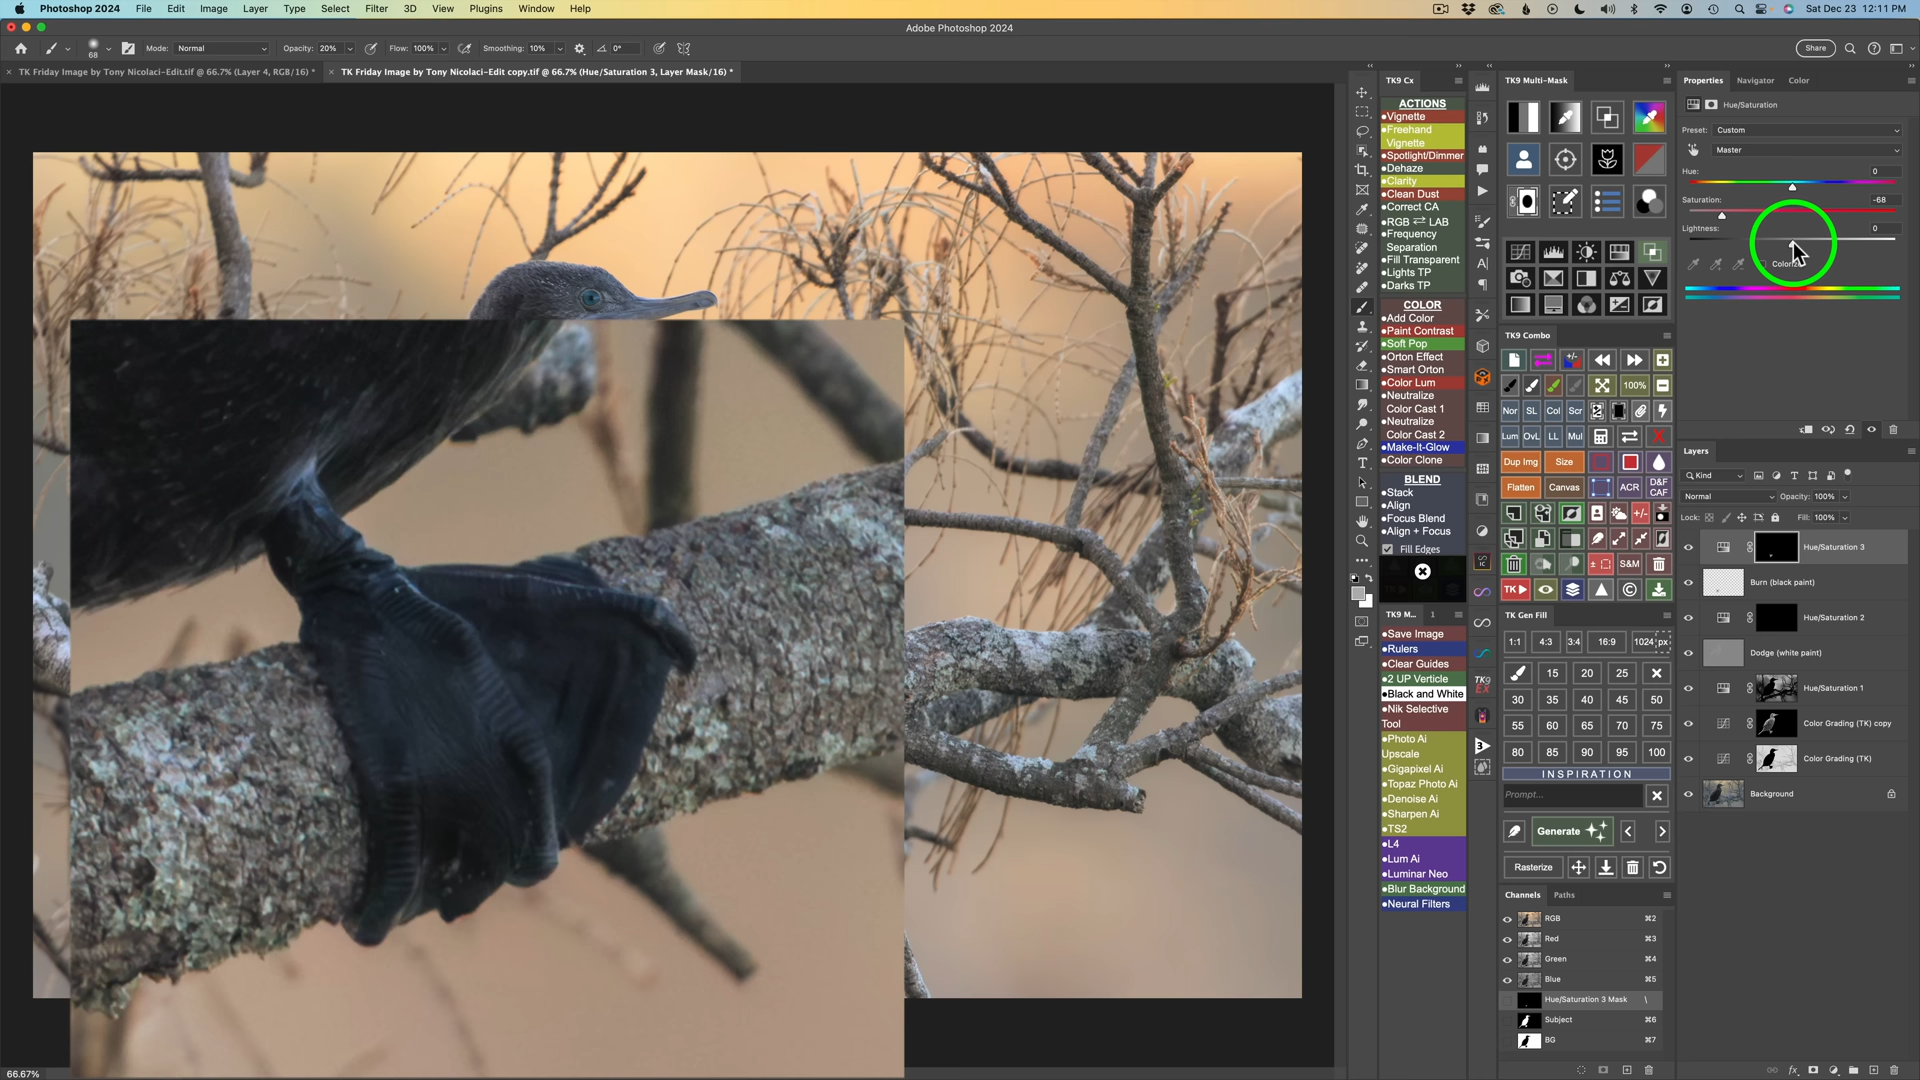 Photoshop 2024 File Edit Image Layer Type Select Filter 3D View Plugins Window Help Sat Dec 23 12:11 PM
Adobe Photoshop 2024
68 Mode: Normal Opacity: 20% Flow: 100% Smoothing: 10% 0° Share
TK Friday Image by Tony Nicolaci-Edit.tif @ 66.7% (Layer 4, RGB/16) *
TK Friday Image by Tony Nicolaci-Edit copy.tif @ 66.7% (Hue/Saturation 3, Layer Mask/16) *
TK9 Cx
ACTIONS
Vignette
Freehand
Vignette
Spotlight/Dimmer
Dehaze
Clarity
Clean Dust
Correct CA
RGB ⇄ LAB
Frequency
Separation
Fill Transparent
Lights TP
Darks TP
COLOR
Add Color
Paint Contrast
Soft Pop
Orton Effect
Smart Orton
Color Lum
Neutralize
Color Cast 1
Neutralize
Color Cast 2
Make-It-Glow
Color Clone
BLEND
Stack
Align
Focus Blend
Align + Focus
Fill Edges
TK9 M... 1
Save Image
Rulers
Clear Guides
2 UP Verticle
Black and White
Nik Selective
Tool
Photo Ai
Upscale
Gigapixel Ai
Topaz Photo Ai
Denoise Ai
Sharpen Ai
TS2
L4
Lum Ai
Luminar Neo
Blur Background
Neural Filters
TK9 Multi-Mask
TK9 Combo
100%
Nor SL Col Scr
Lum OvL LL Mul
Dup Img Size
Flatten Canvas ACR D&F
CAF
+/-
S&M
TK
TK Gen Fill
1:1 4:3 3:4 16:9 1024 px
15 20 25
30 35 40 45 50
55 60 65 70 75
80 85 90 95 100
INSPIRATION
Prompt...
Generate
Rasterize
Channels Paths
RGB ⌘2
Red ⌘3
Green ⌘4
Blue ⌘5
Hue/Saturation 3 Mask \
Subject ⌘6
BG ⌘7
Properties Navigator Color
Hue/Saturation
Preset: Custom
Master
Hue: 0
Saturation: -68
Lightness: 0
Layers
Kind
Normal Opacity: 100%
Lock: Fill: 100%
Hue/Saturation 3
Burn (black paint)
Hue/Saturation 2
Dodge (white paint)
Hue/Saturation 1
Color Grading (TK) copy
Color Grading (TK)
Background
66.67%